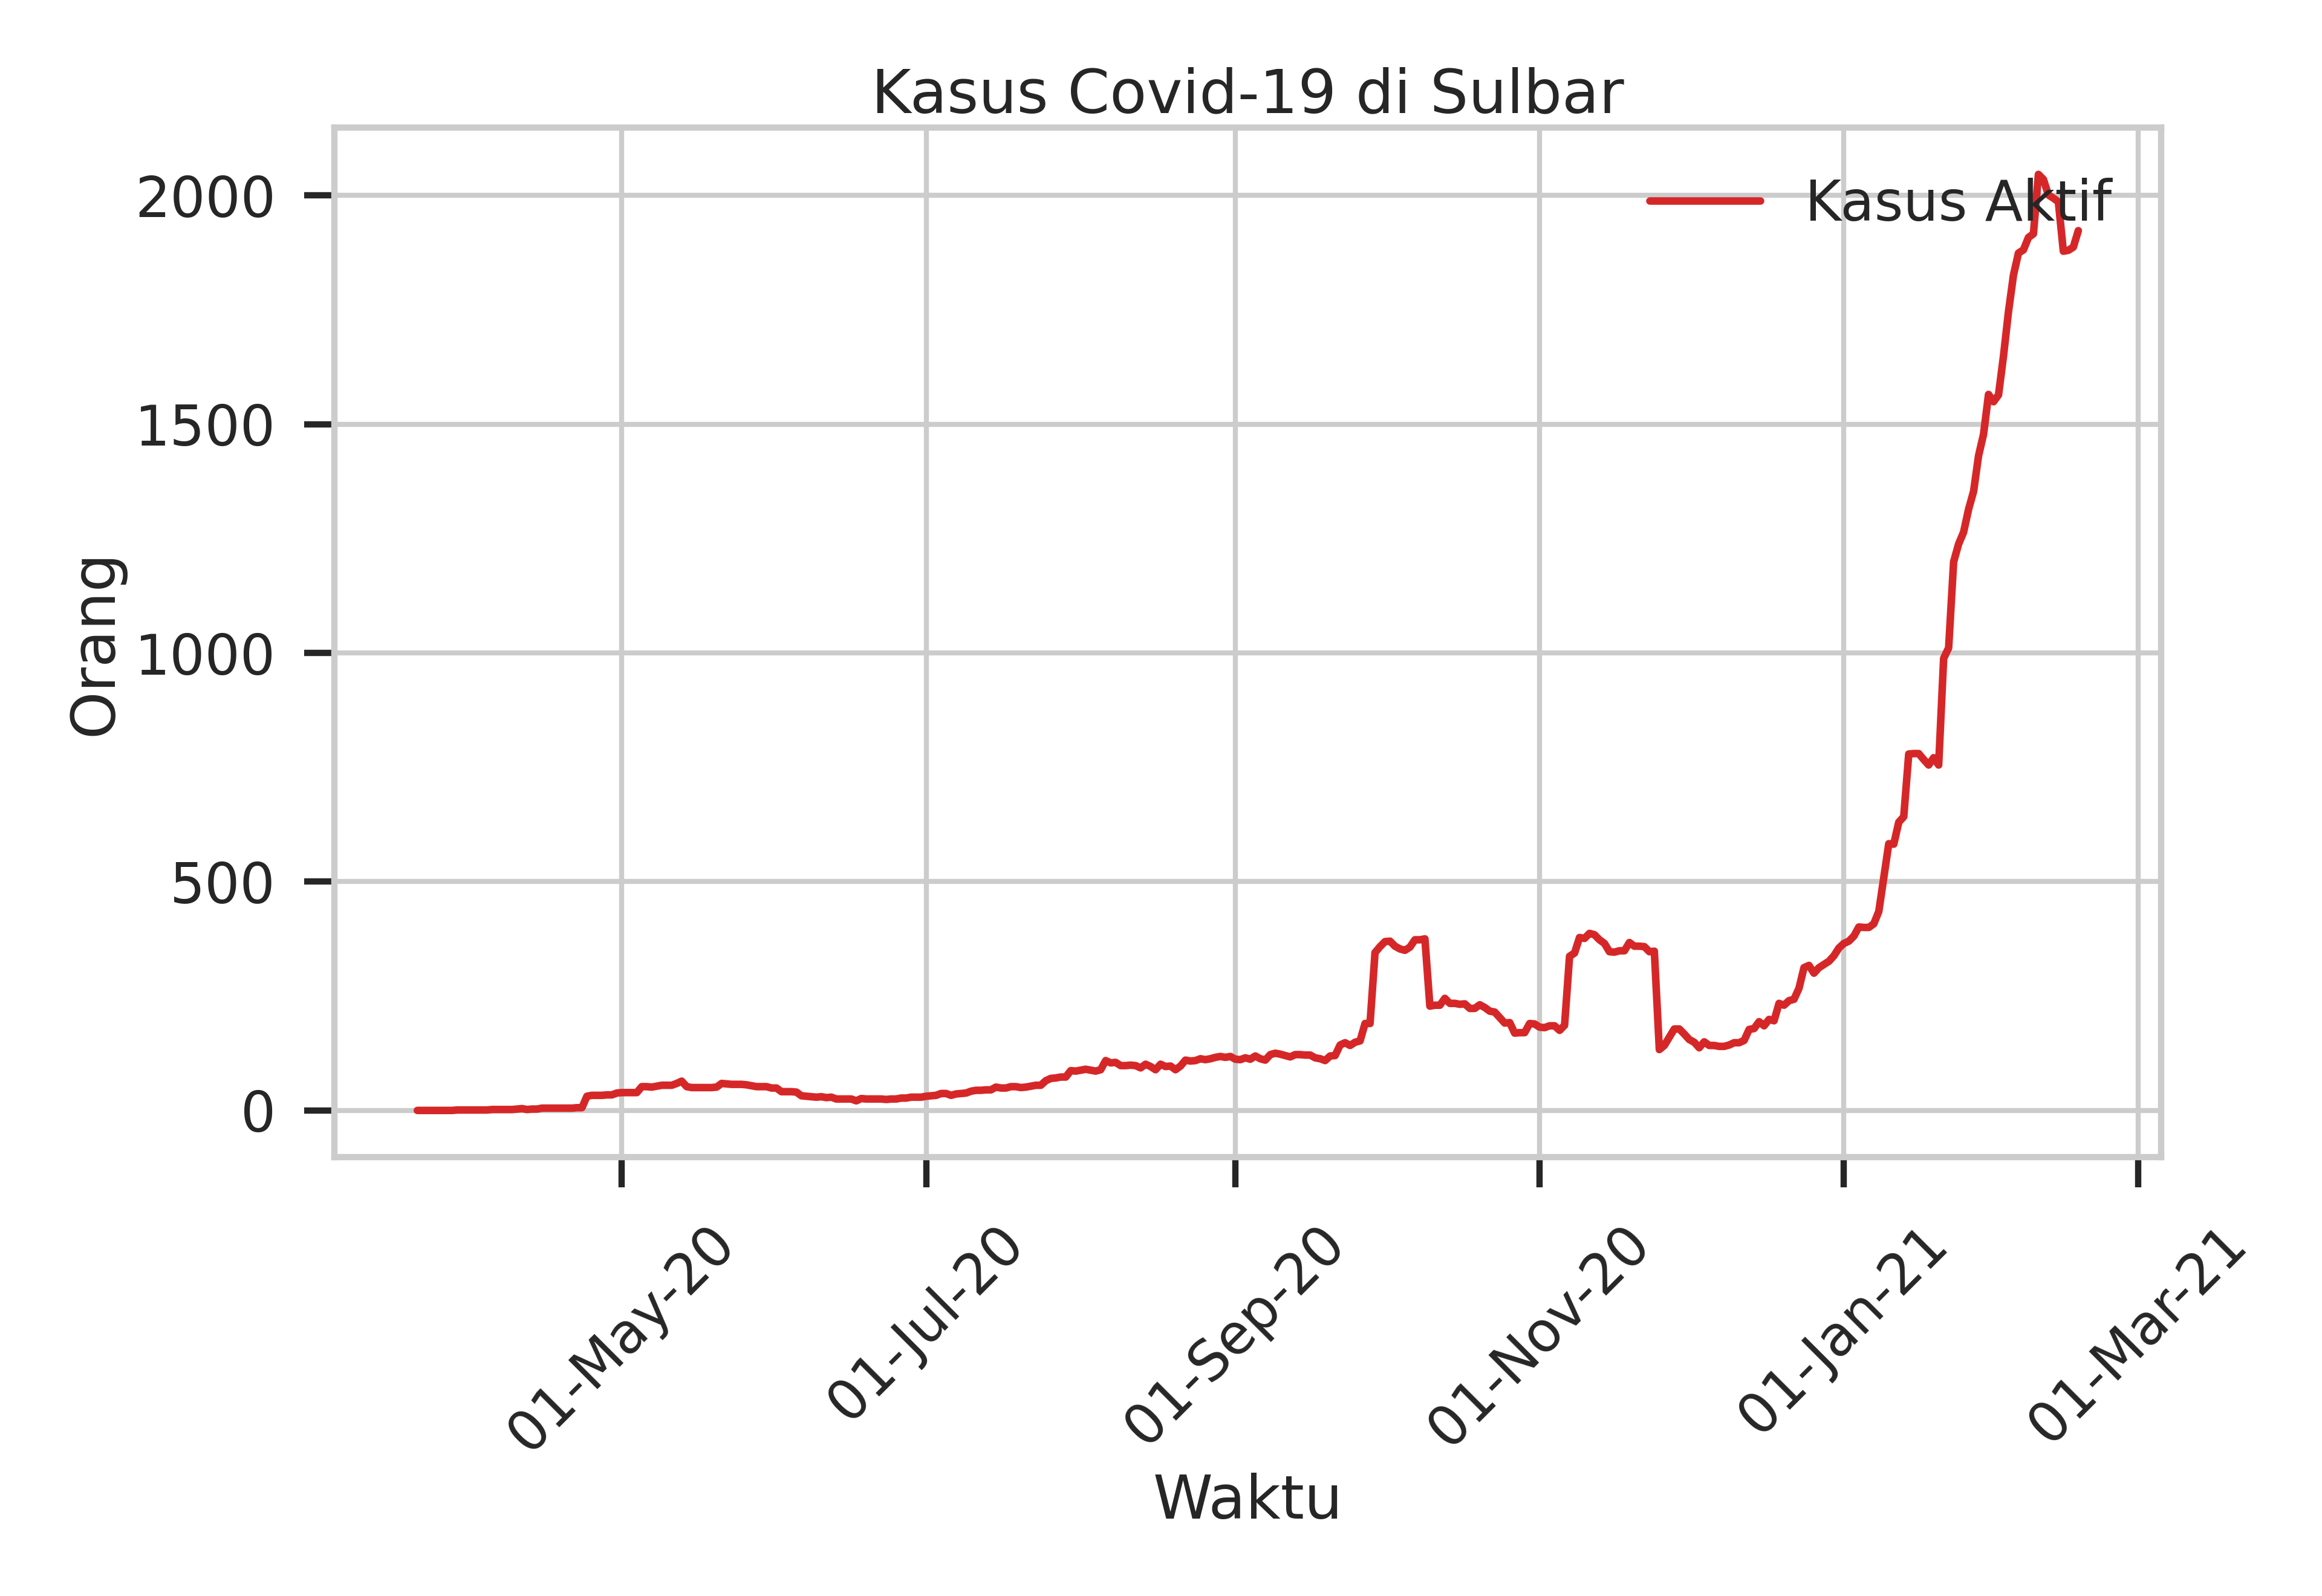 Kasus Covid-19 di Sulbar
Kasus Aktif
2000
1500
1000
500
0
Orang
01-May-20
01-Jul-20
01-Sep-20
01-Nov-20
01-Jan-21
01-Mar-21
Waktu